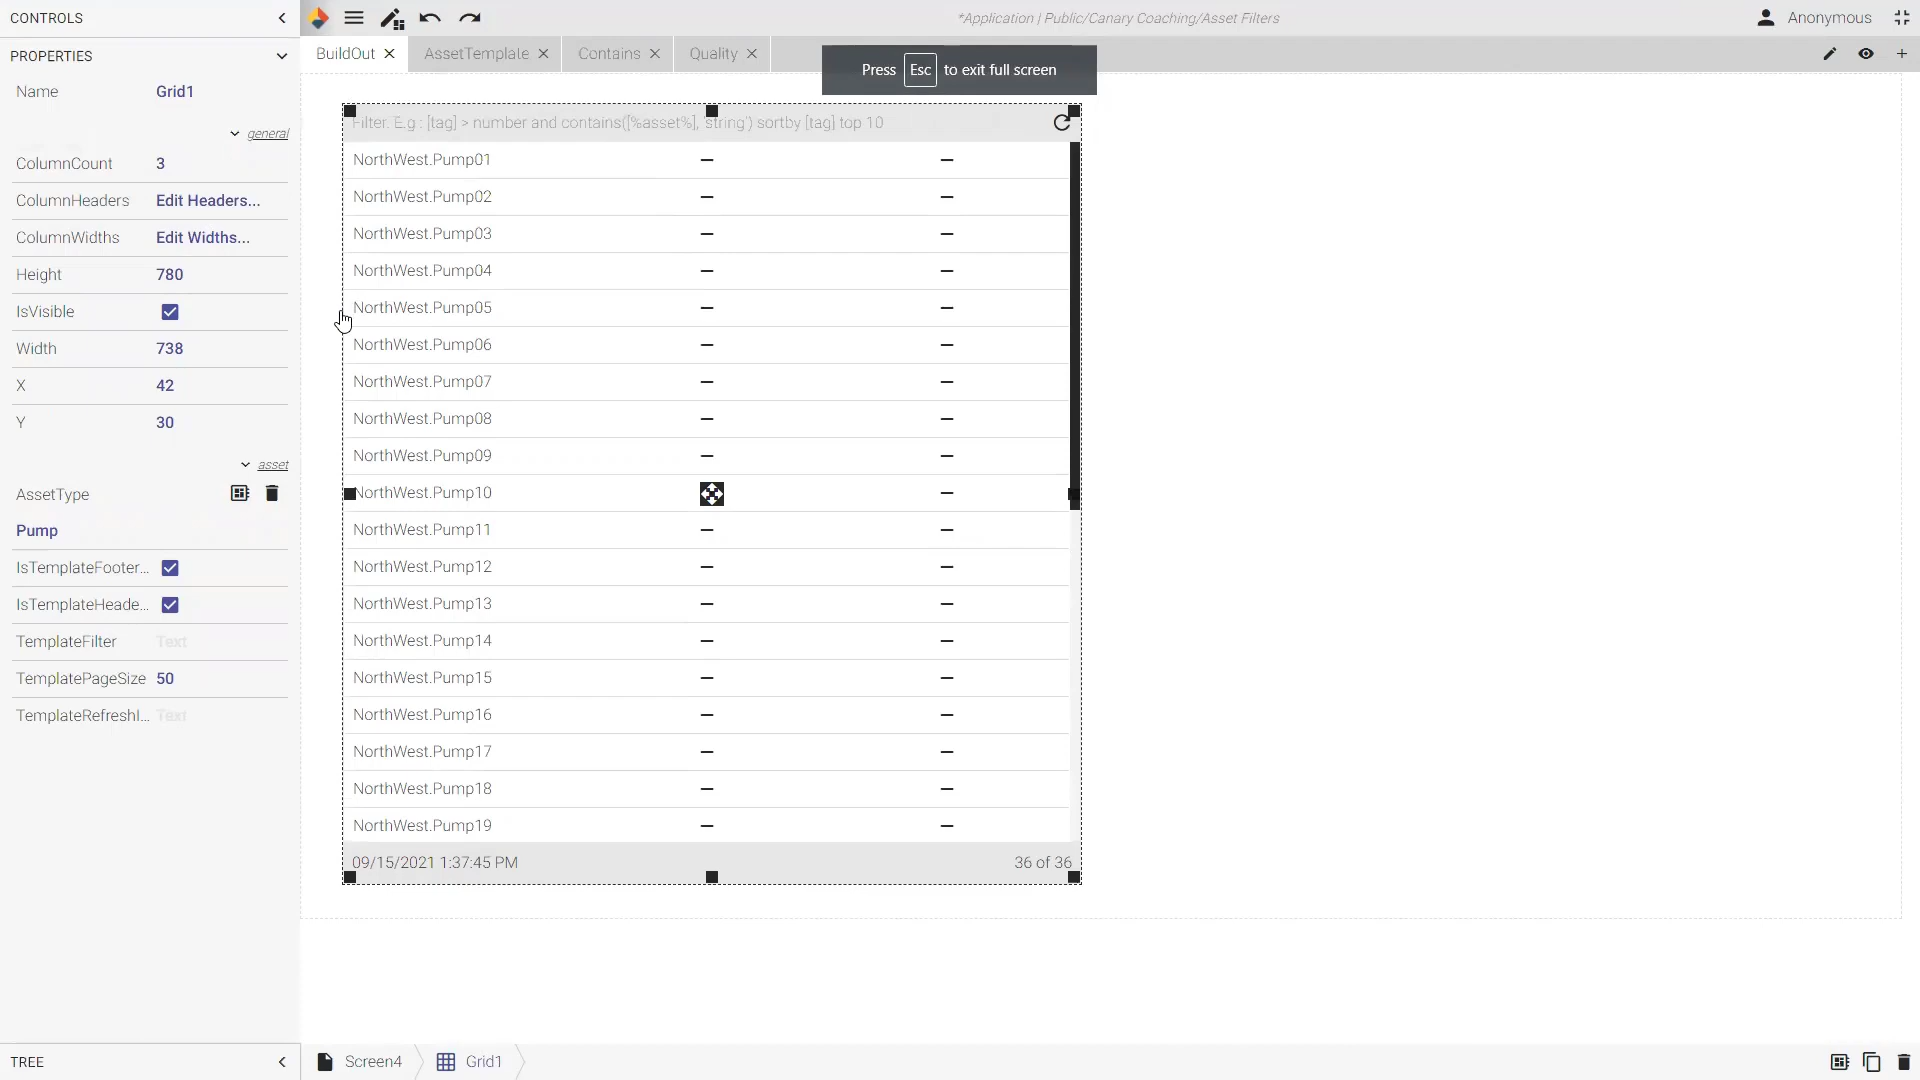 CONTROLS
PROPERTIES
Name Grid1
general
ColumnCount 3
ColumnHeaders Edit Headers...
ColumnWidths Edit Widths...
Height 780
IsVisible
Width 738
X 42
Y 30
asset
AssetType
Pump
IsTemplateFooter...
IsTemplateHeade...
TemplateFilter Text
TemplatePageSize 50
TemplateRefreshI... Text
TREE
*Application | Public/Canary Coaching/Asset Filters
Anonymous
BuildOut AssetTemplate Contains Quality
Press Esc to exit full screen
Filter. E.g.: [tag] > number and contains([%asset%], 'string') sortby [tag] top 10
NorthWest.Pump01 – –
NorthWest.Pump02 – –
NorthWest.Pump03 – –
NorthWest.Pump04 – –
NorthWest.Pump05 – –
NorthWest.Pump06 – –
NorthWest.Pump07 – –
NorthWest.Pump08 – –
NorthWest.Pump09 – –
NorthWest.Pump10 –
NorthWest.Pump11 – –
NorthWest.Pump12 – –
NorthWest.Pump13 – –
NorthWest.Pump14 – –
NorthWest.Pump15 – –
NorthWest.Pump16 – –
NorthWest.Pump17 – –
NorthWest.Pump18 – –
NorthWest.Pump19 – –
09/15/2021 1:37:45 PM 36 of 36
Screen4 Grid1